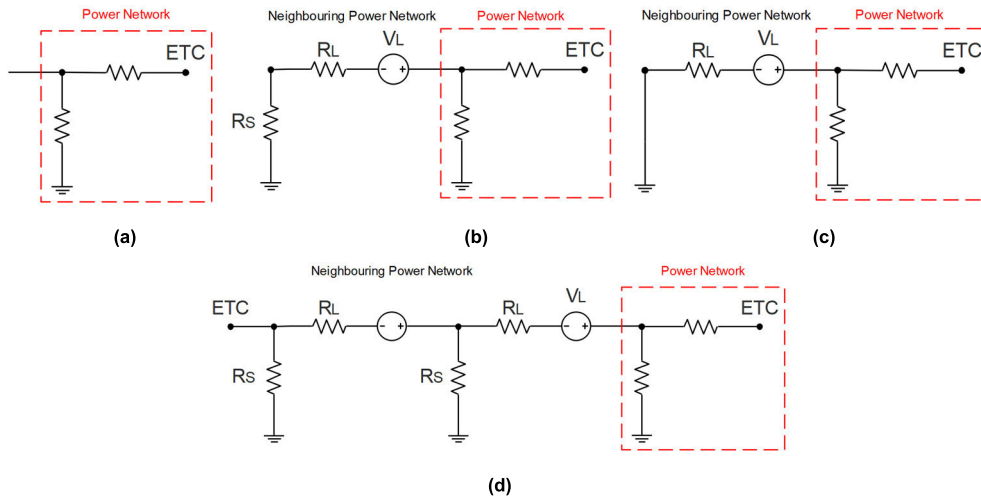 Power Network
ETC
(a)
Neighbouring Power Network
Power Network
RL
VL
ETC
RS
(b)
Neighbouring Power Network
Power Network
RL
VL
ETC
(c)
Neighbouring Power Network
Power Network
ETC
RL
RL
VL
ETC
RS
RS
(d)